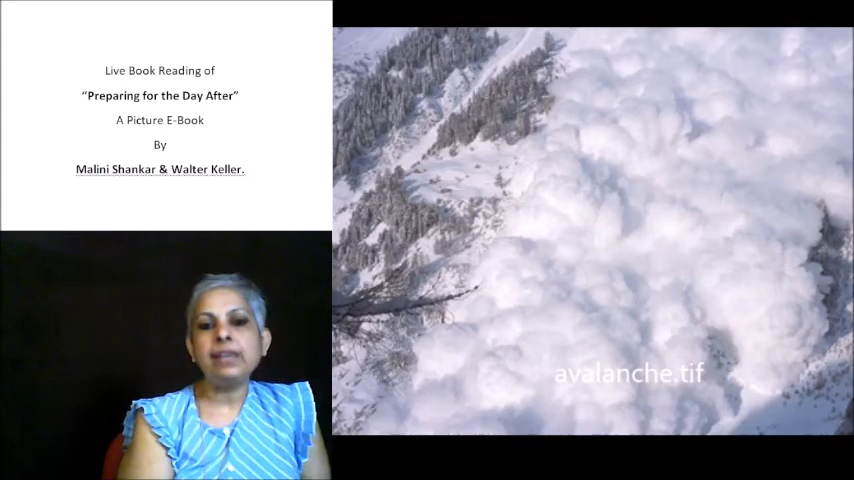 Live Book Reading of
“Preparing for the Day After”
A Picture E-Book
By
Malini Shankar & Walter Keller.
avalanche.tif